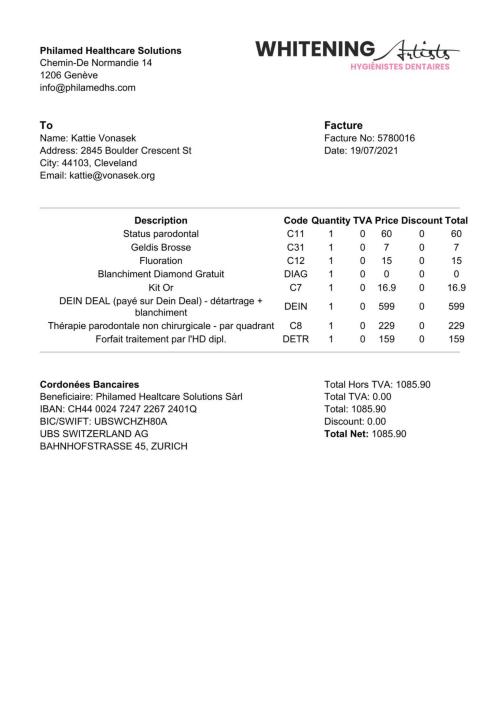 WHITENING Artists
HYGIÉNISTES DENTAIRES
Philamed Healthcare Solutions
Chemin-De Normandie 14
1206 Genève
info@philamedhs.com
To
Name: Kattie Vonasek
Address: 2845 Boulder Crescent St
City: 44103, Cleveland
Email: kattie@vonasek.org
Facture
Facture No: 5780016
Date: 19/07/2021
Description Code Quantity TVA Price Discount Total
Status parodontal C11 1 0 60 0 60
Geldis Brosse C31 1 0 7 0 7
Fluoration C12 1 0 15 0 15
Blanchiment Diamond Gratuit DIAG 1 0 0 0 0
Kit Or C7 1 0 16.9 0 16.9
DEIN DEAL (payé sur Dein Deal) - détartrage +
blanchiment DEIN 1 0 599 0 599
Thérapie parodontale non chirurgicale - par quadrant C8 1 0 229 0 229
Forfait traitement par l'HD dipl. DETR 1 0 159 0 159
Cordonées Bancaires
Beneficiaire: Philamed Healtcare Solutions Sàrl
IBAN: CH44 0024 7247 2267 2401Q
BIC/SWIFT: UBSWCHZH80A
UBS SWITZERLAND AG
BAHNHOFSTRASSE 45, ZURICH
Total Hors TVA: 1085.90
Total TVA: 0.00
Total: 1085.90
Discount: 0.00
Total Net: 1085.90